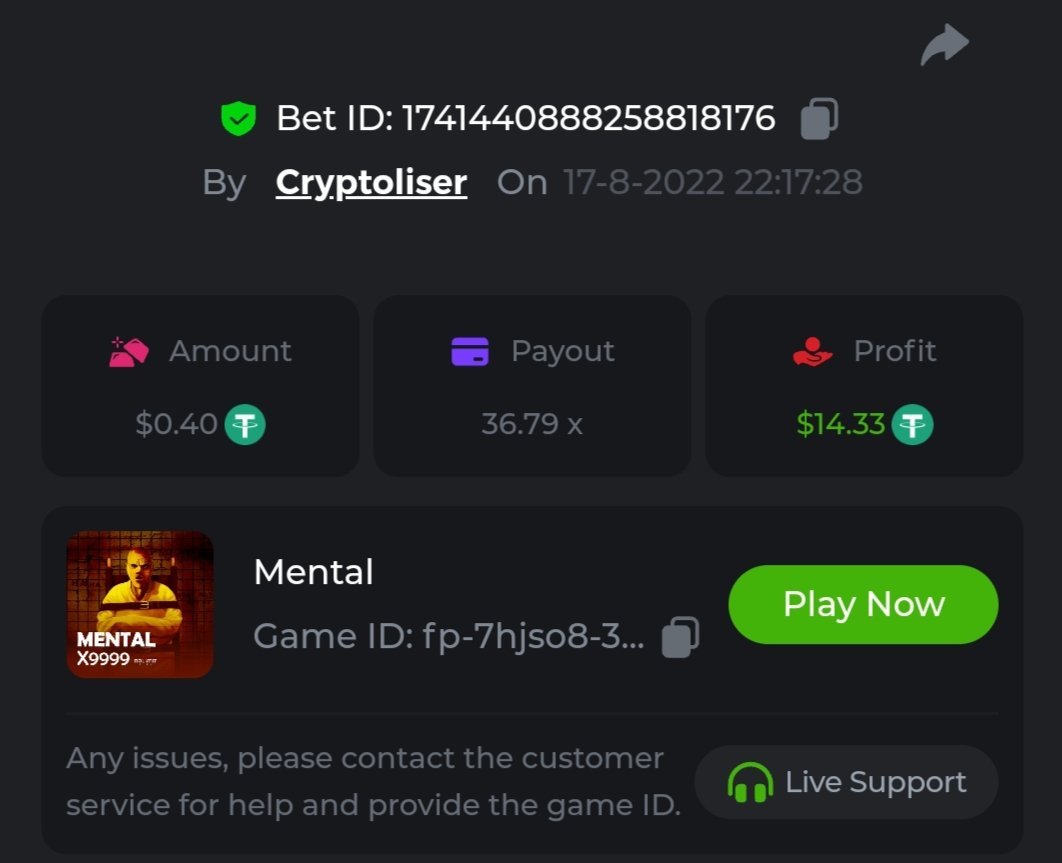 Bet ID: 1741440888258818176
By Cryptoliser On 17-8-2022 22:17:28
Amount Payout Profit
$0.40 36.79 x $14.33
Mental
Game ID: fp-7hjso8-3...
Play Now
MENTAL
X9999
Any issues, please contact the customer
service for help and provide the game ID.
Live Support